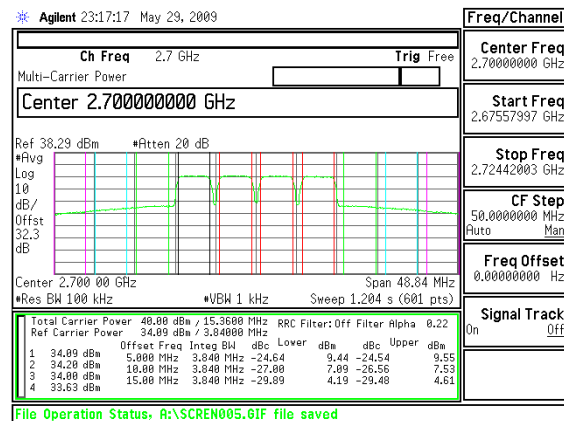 Agilent 23:17:17 May 29, 2009
Freq/Channel
Ch Freq 2.7 GHz Trig Free
Multi-Carrier Power
Center 2.700000000 GHz
Center Freq
2.70000000 GHz
Start Freq
2.67557997 GHz
Stop Freq
2.72442003 GHz
CF Step
50.0000000 MHz
Auto Man
Freq Offset
0.00000000 Hz
Signal Track
On Off
Ref 38.29 dBm #Atten 20 dB
#Avg
Log
10
dB/
Offst
32.3
dB
Center 2.700 00 GHz Span 48.84 MHz
#Res BW 100 kHz #VBW 1 kHz Sweep 1.204 s (601 pts)
Total Carrier Power 40.00 dBm / 15.3600 MHz RRC Filter: Off Filter Alpha 0.22
Ref Carrier Power 34.09 dBm / 3.84000 MHz
Offset Freq Integ BW dBc Lower dBm dBc Upper dBm
1 34.09 dBm 5.000 MHz 3.840 MHz -24.64 9.44 -24.54 9.55
2 34.20 dBm 10.00 MHz 3.840 MHz -27.00 7.09 -26.56 7.53
3 34.00 dBm 15.00 MHz 3.840 MHz -29.89 4.19 -29.48 4.61
4 33.63 dBm
File Operation Status, A:\SCREN005.GIF file saved